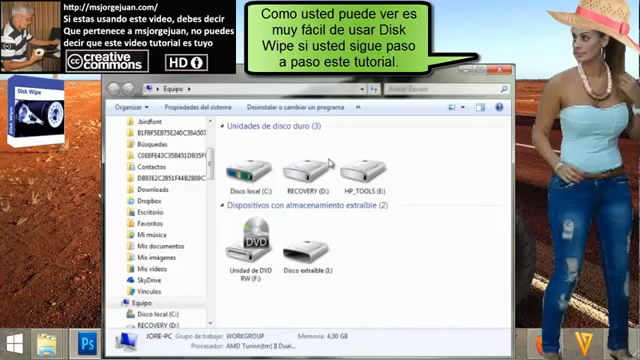 http://msjorgejuan.com/
Si estas usando este video, debes decir
Que pertenece a msjorgejuan, no puedes
decir que este video tutorial es tuyo
creative
commons
HD
Como usted puede ver es
muy fácil de usar Disk
Wipe si usted sigue paso
a paso este tutorial.
Disk Wipe
Disk Wipe
Equipo
Buscar Equipo
Organizar
Propiedades del sistema
Desinstalar o cambiar un programa
»
.birdfont
Búsquedas
Contactos
Downloads
Dropbox
Escritorio
Favoritos
Mi música
Mis documentos
Mis imágenes
Mis vídeos
SkyDrive
Vínculos
Equipo
Disco local (C:)
RECOVERY (D:)
Unidades de disco duro (3)
Disco local (C:)
RECOVERY (D:)
HP_TOOLS (E:)
Dispositivos con almacenamiento extraíble (2)
DVD
Unidad de DVD
RW (F:)
Disco extraíble (I:)
JORE-PC
Grupo de trabajo: WORKGROUP
Memoria: 4,00 GB
Procesador: AMD Turion(tm) II Dual...
Ps